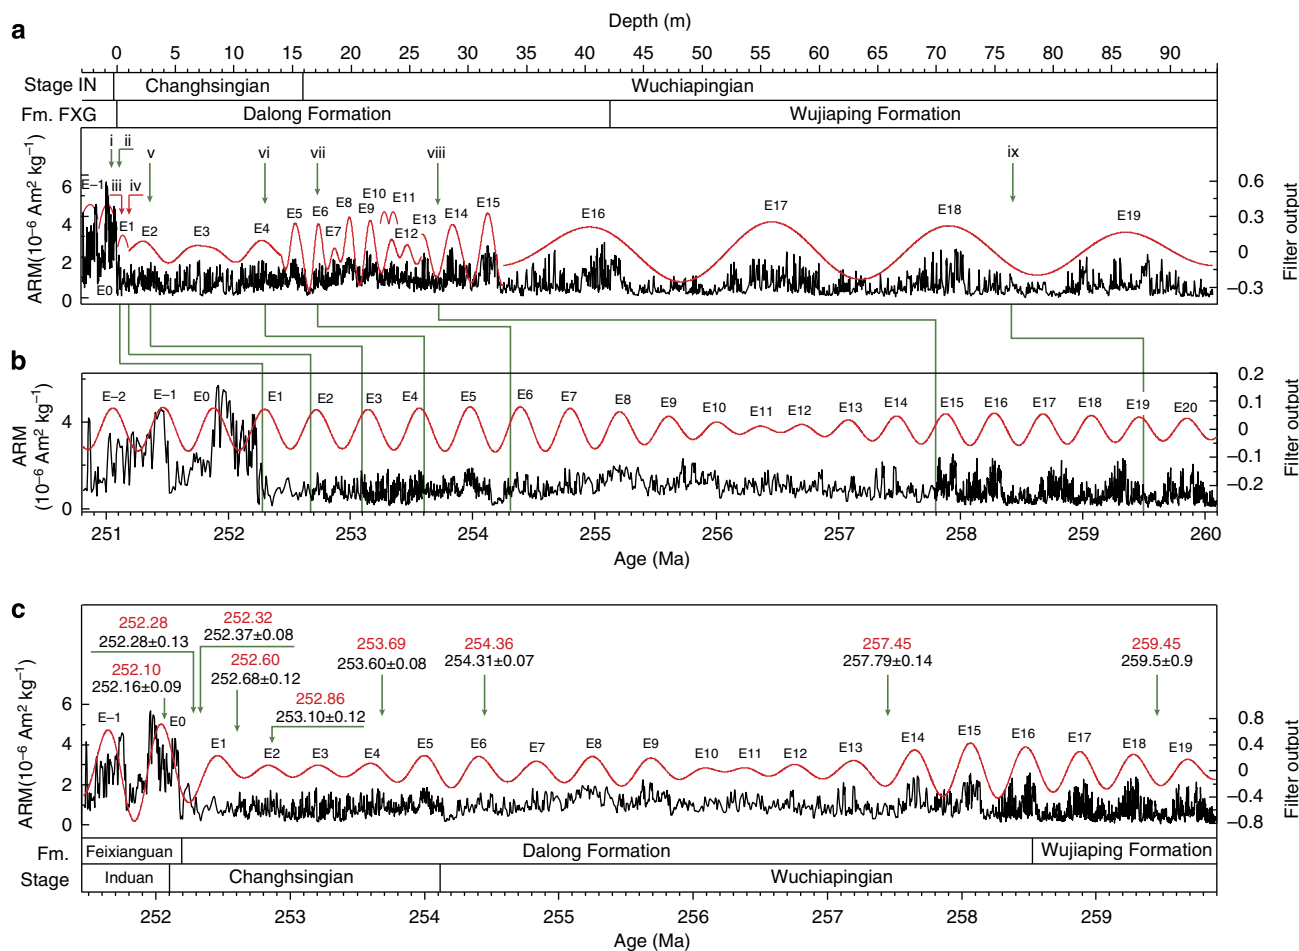 a
Depth (m)
0 5 10 15 20 25 30 35 40 45 50 55 60 65 70 75 80 85 90
Stage IN Changhsingian Wuchiapingian
Fm. FXG Dalong Formation Wujiaping Formation
i ii v vi vii viii ix
E–1 iii iv
E0 E1 E2 E3 E4 E5 E6 E7 E8 E9 E10 E11 E12 E13 E14 E15 E16 E17 E18 E19
ARM(10⁻⁶ Am² kg⁻¹)
6 4 2 0
0.6 0.3 0 –0.3
Filter output
b
E–2 E–1 E0 E1 E2 E3 E4 E5 E6 E7 E8 E9 E10 E11 E12 E13 E14 E15 E16 E17 E18 E19 E20
ARM
(10⁻⁶ Am² kg⁻¹)
4 2 0
0.2 0.1 0 –0.1 –0.2
Filter output
251 252 253 254 255 256 257 258 259 260
Age (Ma)
c
252.28
252.28±0.13
252.32
252.37±0.08
252.10
252.16±0.09
252.60
252.68±0.12
252.86
253.10±0.12
253.69
253.60±0.08
254.36
254.31±0.07
257.45
257.79±0.14
259.45
259.5±0.9
E–1 E0 E1 E2 E3 E4 E5 E6 E7 E8 E9 E10 E11 E12 E13 E14 E15 E16 E17 E18 E19
ARM(10⁻⁶ Am² kg⁻¹)
6 4 2 0
0.8 0.4 0 –0.4 –0.8
Filter output
Fm. Feixianguan Dalong Formation Wujiaping Formation
Stage Induan Changhsingian Wuchiapingian
252 253 254 255 256 257 258 259
Age (Ma)